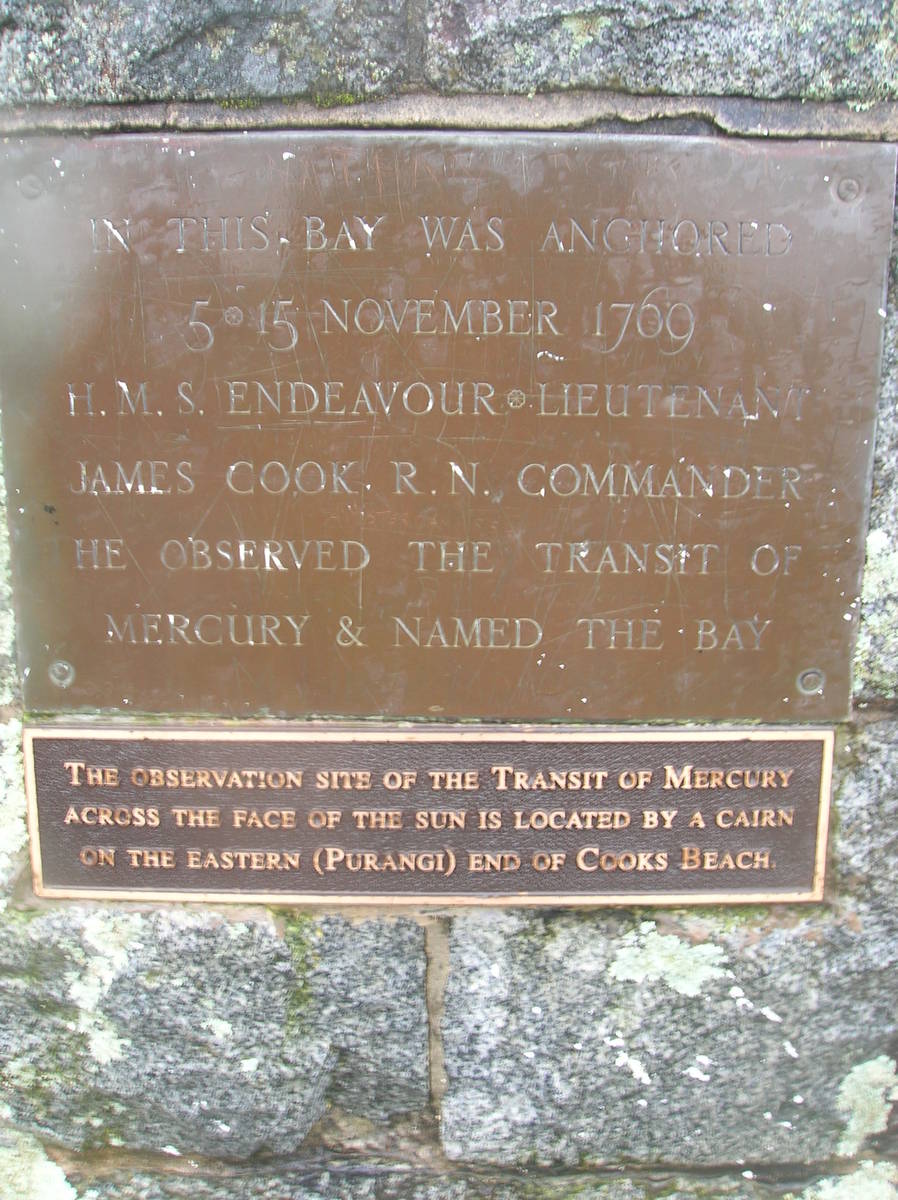 IN THIS BAY WAS ANCHORED
5 15 NOVEMBER 1769
H.M.S. ENDEAVOUR LIEUTENANT
JAMES COOK R.N. COMMANDER
HE OBSERVED THE TRANSIT OF
MERCURY & NAMED THE BAY
THE OBSERVATION SITE OF THE TRANSIT OF MERCURY
ACROSS THE FACE OF THE SUN IS LOCATED BY A CAIRN
ON THE EASTERN (PURANGI) END OF COOKS BEACH.